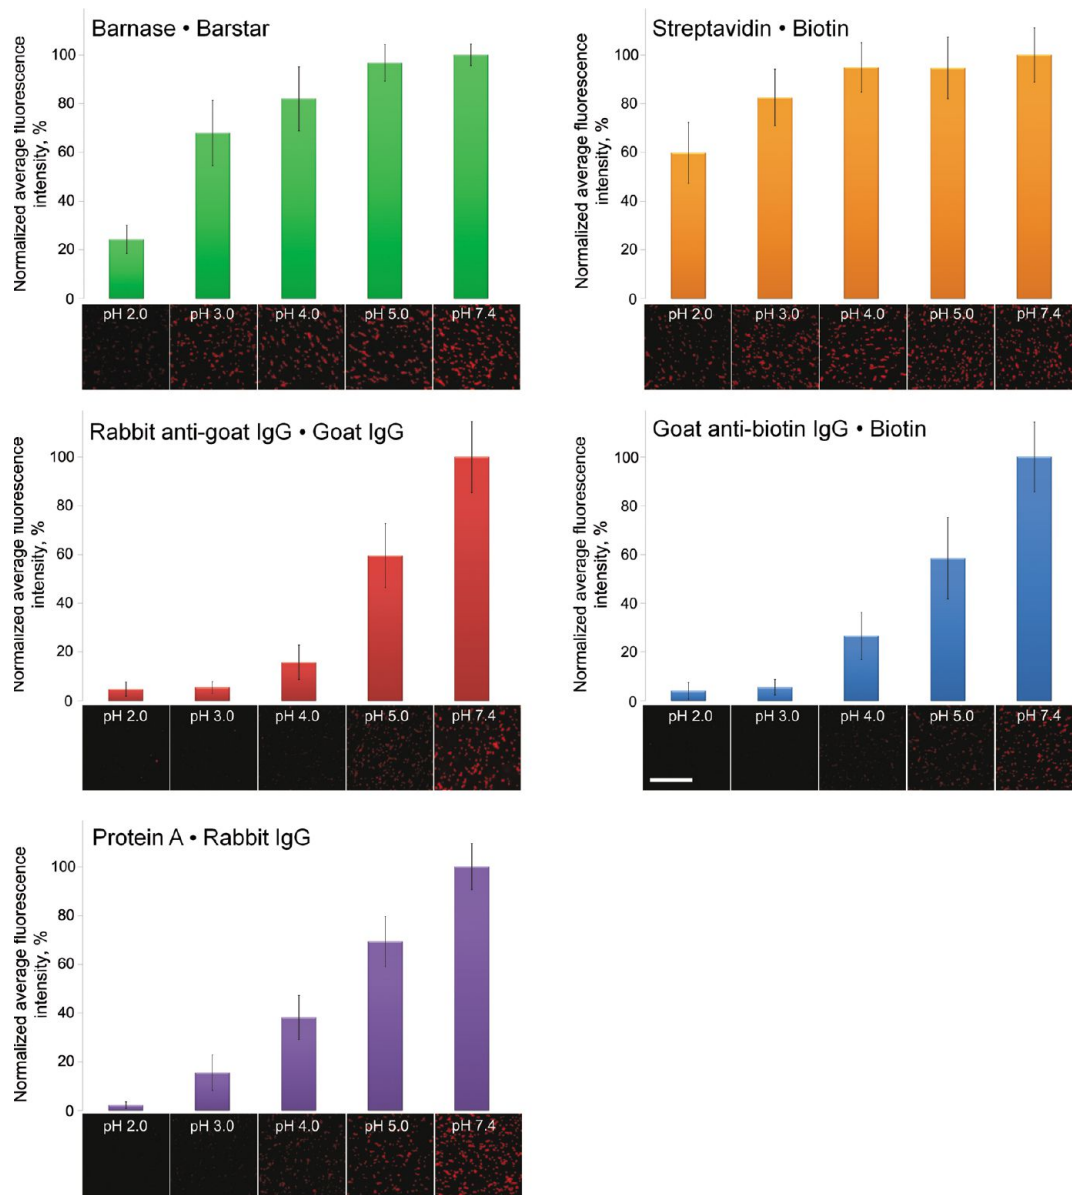 Barnase • Barstar
Normalized average fluorescence
intensity, %
100
80
60
40
20
0
pH 2.0
pH 3.0
pH 4.0
pH 5.0
pH 7.4
Streptavidin • Biotin
Normalized average fluorescence
intensity, %
100
80
60
40
20
0
pH 2.0
pH 3.0
pH 4.0
pH 5.0
pH 7.4
Rabbit anti-goat IgG • Goat IgG
Normalized average fluorescence
intensity, %
100
80
60
40
20
0
pH 2.0
pH 3.0
pH 4.0
pH 5.0
pH 7.4
Goat anti-biotin IgG • Biotin
Normalized average fluorescence
intensity, %
100
80
60
40
20
0
pH 2.0
pH 3.0
pH 4.0
pH 5.0
pH 7.4
Protein A • Rabbit IgG
Normalized average fluorescence
intensity, %
100
80
60
40
20
0
pH 2.0
pH 3.0
pH 4.0
pH 5.0
pH 7.4